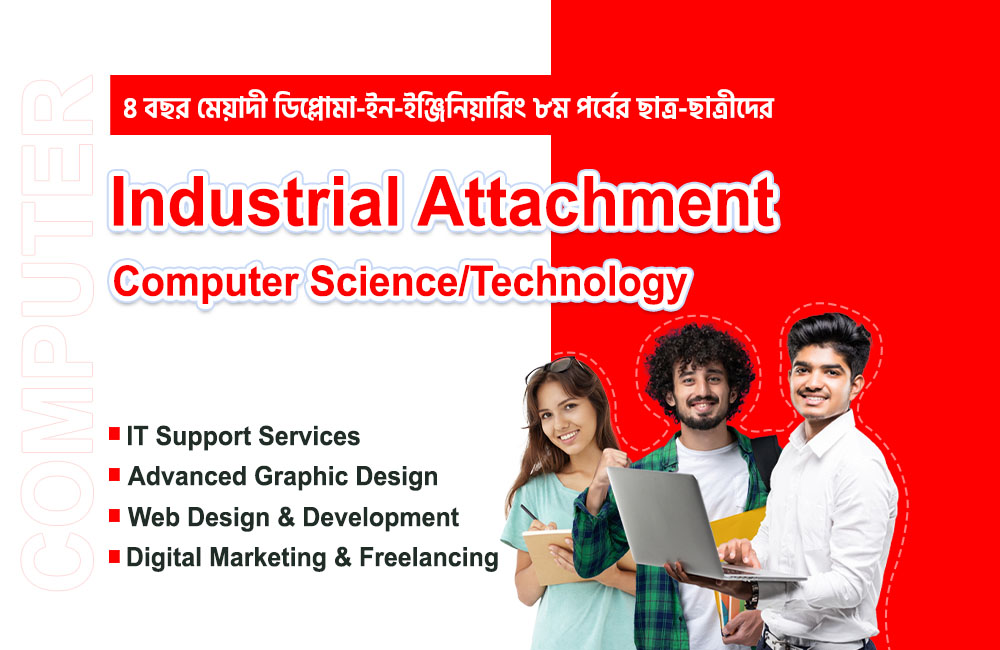 ৪ বছর মেয়াদী ডিপ্লোমা-ইন-ইঞ্জিনিয়ারিং ৮ম পর্বের ছাত্র-ছাত্রীদের
Industrial Attachment
Computer Science/Technology
IT Support Services
Advanced Graphic Design
Web Design & Development
Digital Marketing & Freelancing
COMPUTER